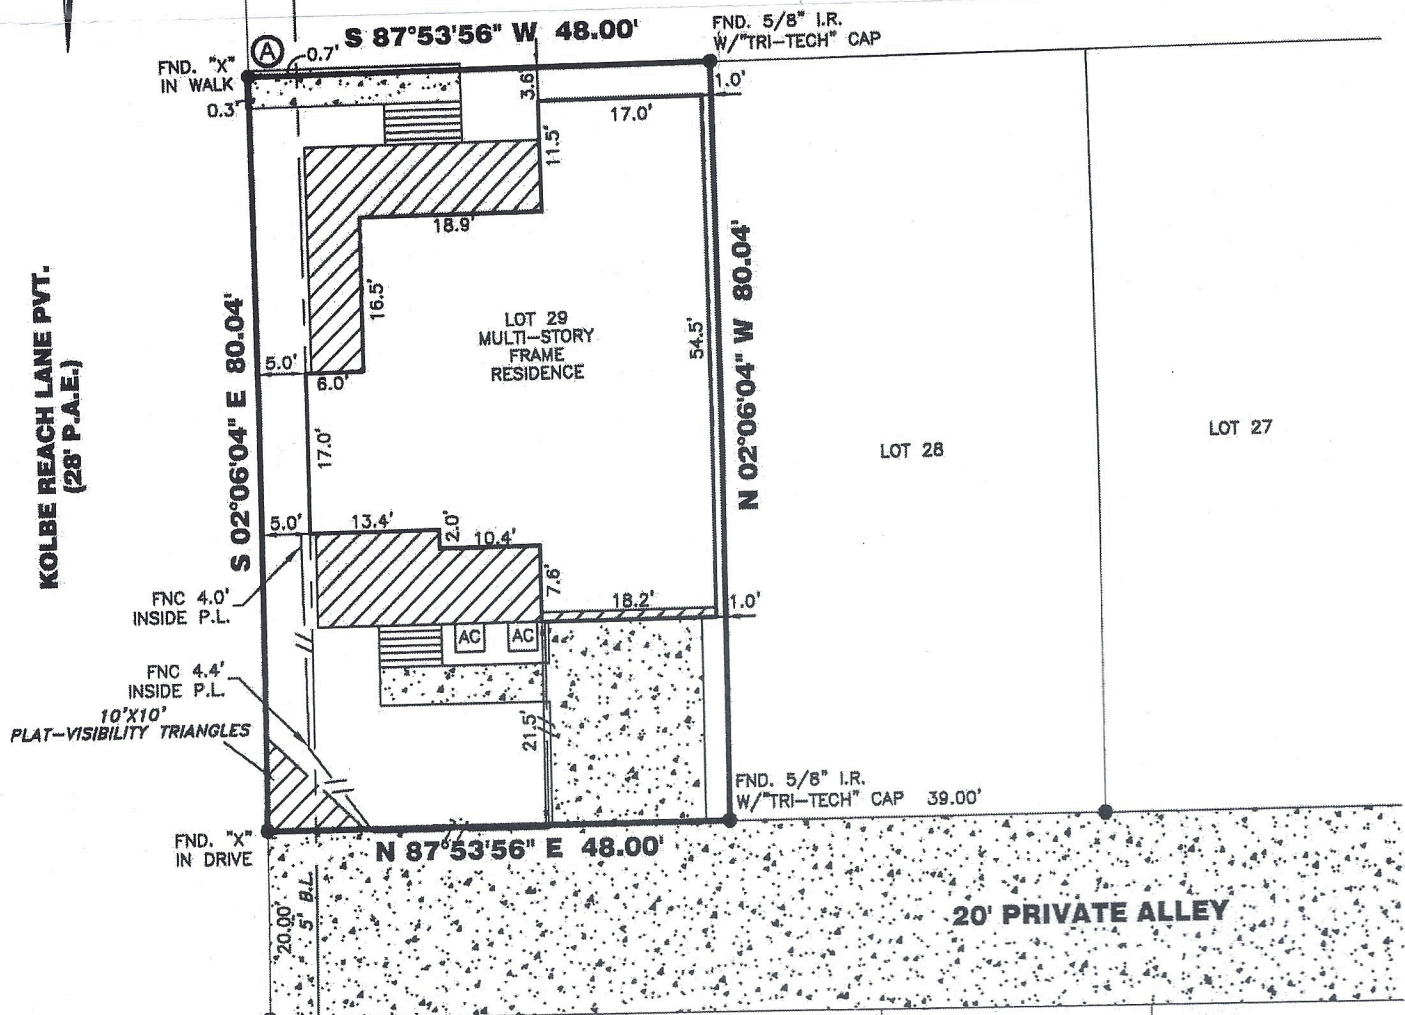 S 87°53'56" W 48.00'
FND. 5/8" I.R.
W/"TRI-TECH" CAP
A
0.7'
FND. "X"
IN WALK
0.3'
3.6'
1.0'
17.0'
11.5'
18.9'
16.5'
LOT 29
MULTI-STORY
FRAME
RESIDENCE
54.5'
N 02°06'04" W 80.04'
S 02°06'04" E 80.04'
KOLBE REACH LANE PVT.
(28' P.A.E.)
5.0'
6.0'
17.0'
LOT 28
LOT 27
5.0'
13.4'
2.0'
10.4'
7.6'
18.2'
1.0'
FNC 4.0'
INSIDE P.L.
AC
AC
FNC 4.4'
INSIDE P.L.
10'X10'
PLAT-VISIBILITY TRIANGLES
21.5'
FND. 5/8" I.R.
W/"TRI-TECH" CAP 39.00'
FND. "X"
IN DRIVE
N 87°53'56" E 48.00'
20.00'
5' B.L.
20' PRIVATE ALLEY